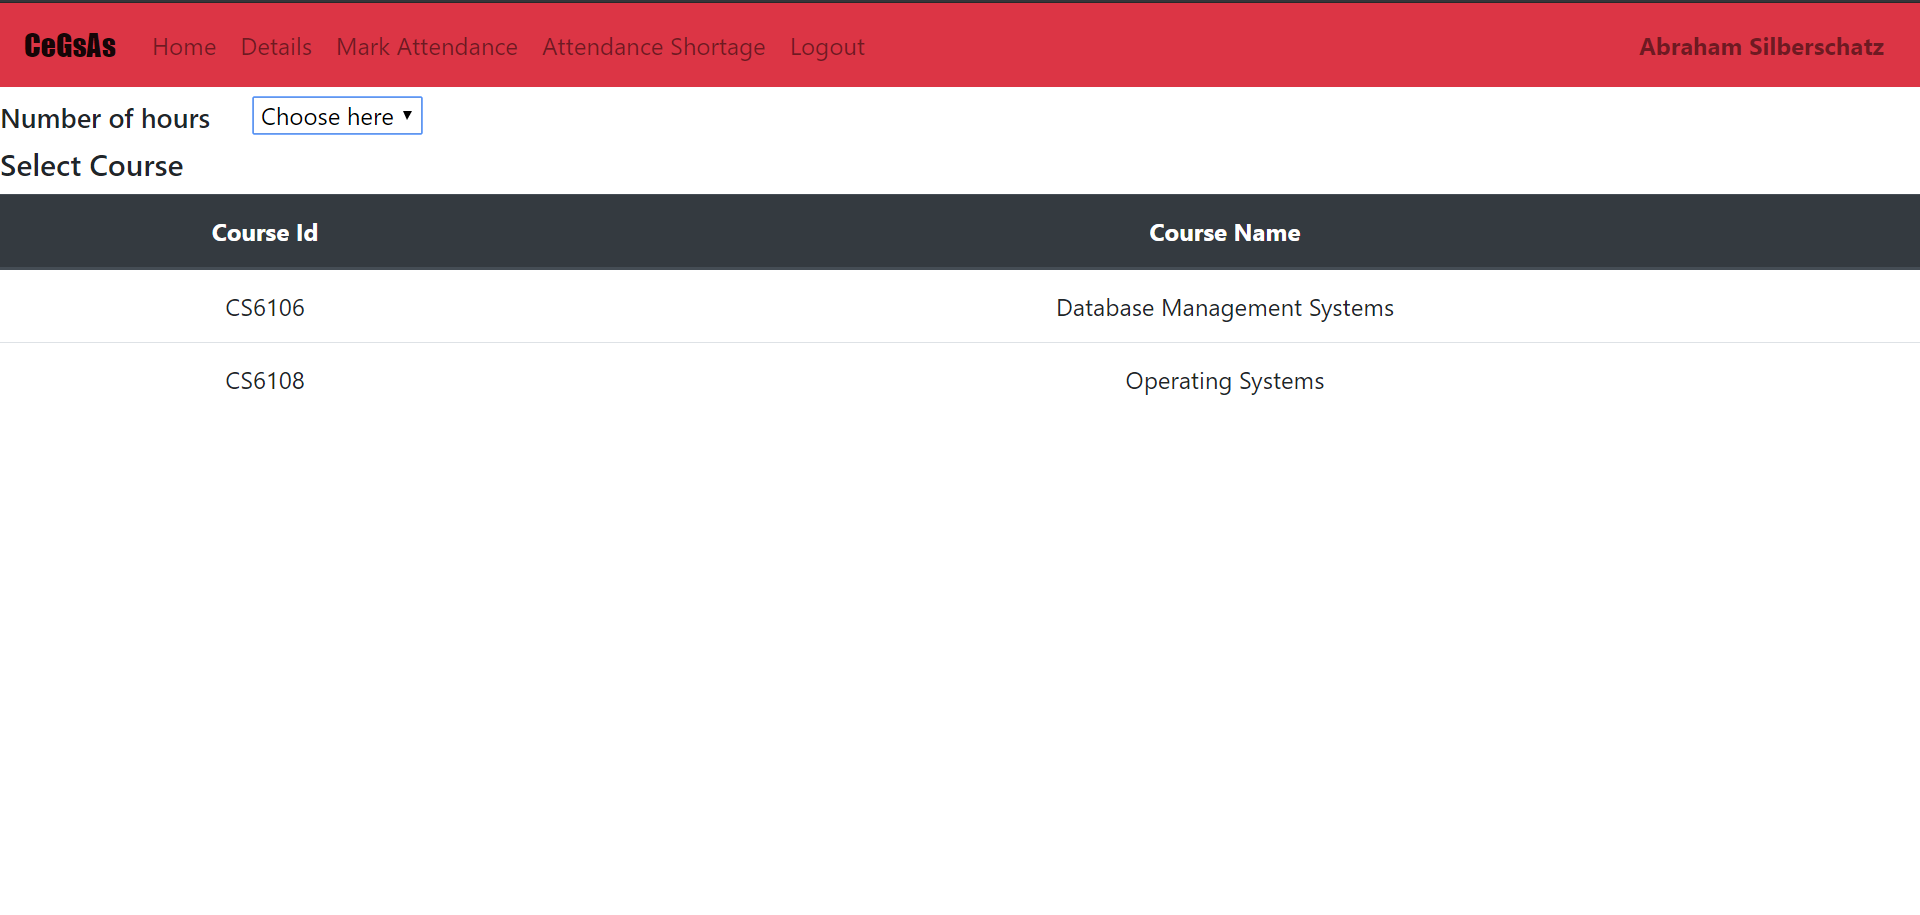 CeGsAs Home Details Mark Attendance Attendance Shortage Logout Abraham Silberschatz
Number of hours Choose here
Select Course
Course Id Course Name
CS6106 Database Management Systems
CS6108 Operating Systems